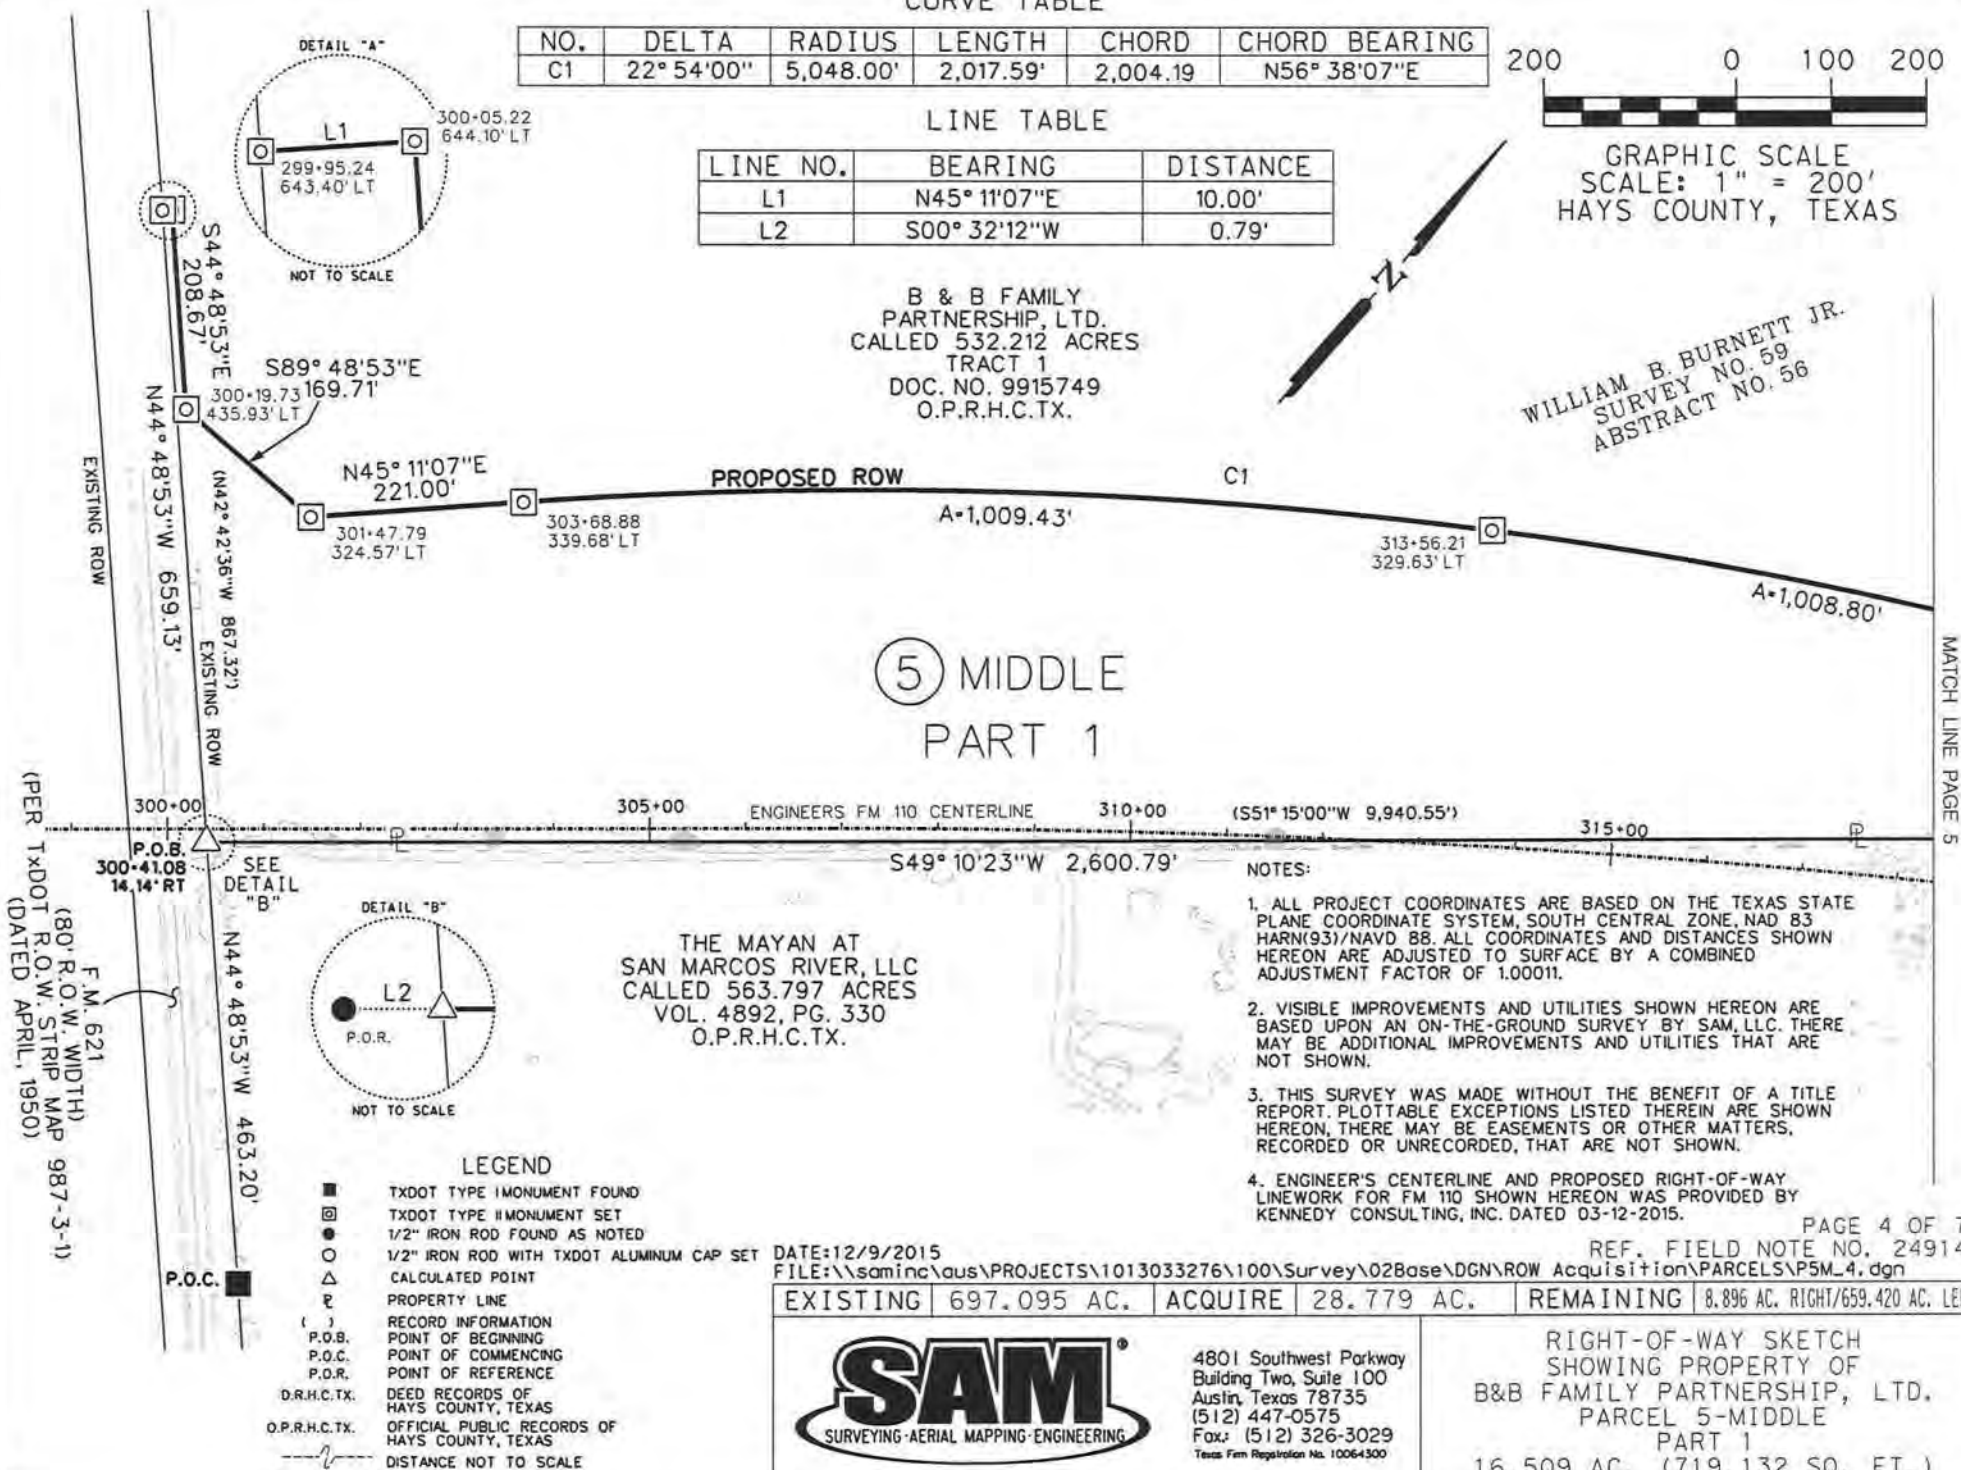 CURVE TABLE
NO. DELTA RADIUS LENGTH CHORD CHORD BEARING
C1 22° 54'00" 5,048.00' 2,017.59' 2,004.19 N56° 38'07"E
LINE TABLE
LINE NO. BEARING DISTANCE
L1 N45° 11'07"E 10.00'
L2 S00° 32'12"W 0.79'
200 0 100 200
GRAPHIC SCALE
SCALE: 1" = 200'
HAYS COUNTY, TEXAS
DETAIL "A"
L1
300+05.22
644.10' LT
299+95.24
643.40' LT
NOT TO SCALE
S44° 48'53"E
208.67'
S89° 48'53"E
169.71'
300+19.73
435.93' LT
N44° 48'53"W 659.13'
(N42° 42'36"W 867.32')
EXISTING ROW
EXISTING ROW
N45° 11'07"E
221.00'
301+47.79
324.57' LT
303+68.88
339.68' LT
PROPOSED ROW
C1
A=1,009.43'
313+56.21
329.63' LT
A=1,008.80'
B & B FAMILY
PARTNERSHIP, LTD.
CALLED 532.212 ACRES
TRACT 1
DOC. NO. 9915749
O.P.R.H.C.TX.
N
WILLIAM B. BURNETT JR.
SURVEY NO. 59
ABSTRACT NO. 56
5 MIDDLE
PART 1
MATCH LINE PAGE 5
300+00
305+00
ENGINEERS FM 110 CENTERLINE
310+00
(S51° 15'00"W 9,940.55')
315+00
P.O.B.
300+41.08
14.14' RT
SEE
DETAIL
"B"
S49° 10'23"W 2,600.79'
DETAIL "B"
L2
P.O.R.
NOT TO SCALE
THE MAYAN AT
SAN MARCOS RIVER, LLC
CALLED 563.797 ACRES
VOL. 4892, PG. 330
O.P.R.H.C.TX.
N44° 48'53"W 463.20'
F.M. 621
(80' R.O.W. WIDTH)
(PER TxDOT R.O.W. STRIP MAP 987-3-1)
(DATED APRIL, 1950)
P.O.C.
NOTES:
1. ALL PROJECT COORDINATES ARE BASED ON THE TEXAS STATE
PLANE COORDINATE SYSTEM, SOUTH CENTRAL ZONE, NAD 83
HARN(93)/NAVD 88. ALL COORDINATES AND DISTANCES SHOWN
HEREON ARE ADJUSTED TO SURFACE BY A COMBINED
ADJUSTMENT FACTOR OF 1.00011.
2. VISIBLE IMPROVEMENTS AND UTILITIES SHOWN HEREON ARE
BASED UPON AN ON-THE-GROUND SURVEY BY SAM, LLC. THERE
MAY BE ADDITIONAL IMPROVEMENTS AND UTILITIES THAT ARE
NOT SHOWN.
3. THIS SURVEY WAS MADE WITHOUT THE BENEFIT OF A TITLE
REPORT. PLOTTABLE EXCEPTIONS LISTED THEREIN ARE SHOWN
HEREON, THERE MAY BE EASEMENTS OR OTHER MATTERS,
RECORDED OR UNRECORDED, THAT ARE NOT SHOWN.
4. ENGINEER'S CENTERLINE AND PROPOSED RIGHT-OF-WAY
LINEWORK FOR FM 110 SHOWN HEREON WAS PROVIDED BY
KENNEDY CONSULTING, INC. DATED 03-12-2015.
LEGEND
TXDOT TYPE I MONUMENT FOUND
TXDOT TYPE II MONUMENT SET
1/2" IRON ROD FOUND AS NOTED
1/2" IRON ROD WITH TXDOT ALUMINUM CAP SET
CALCULATED POINT
PROPERTY LINE
( ) RECORD INFORMATION
P.O.B. POINT OF BEGINNING
P.O.C. POINT OF COMMENCING
P.O.R. POINT OF REFERENCE
D.R.H.C.TX. DEED RECORDS OF
HAYS COUNTY, TEXAS
O.P.R.H.C.TX. OFFICIAL PUBLIC RECORDS OF
HAYS COUNTY, TEXAS
DISTANCE NOT TO SCALE
PAGE 4 OF 7
REF. FIELD NOTE NO. 24914
DATE:12/9/2015
FILE:\\saminc\aus\PROJECTS\1013033276\100\Survey\02Base\DGN\ROW Acquisition\PARCELS\P5M_4.dgn
EXISTING 697.095 AC. ACQUIRE 28.779 AC. REMAINING 8.896 AC. RIGHT/659.420 AC. LE
SAM®
SURVEYING-AERIAL MAPPING-ENGINEERING
4801 Southwest Parkway
Building Two, Suite 100
Austin, Texas 78735
(512) 447-0575
Fax: (512) 326-3029
Texas Firm Registration No. 10064300
RIGHT-OF-WAY SKETCH
SHOWING PROPERTY OF
B&B FAMILY PARTNERSHIP, LTD.
PARCEL 5-MIDDLE
PART 1
16.509 AC. (719,132 SQ. FT.)